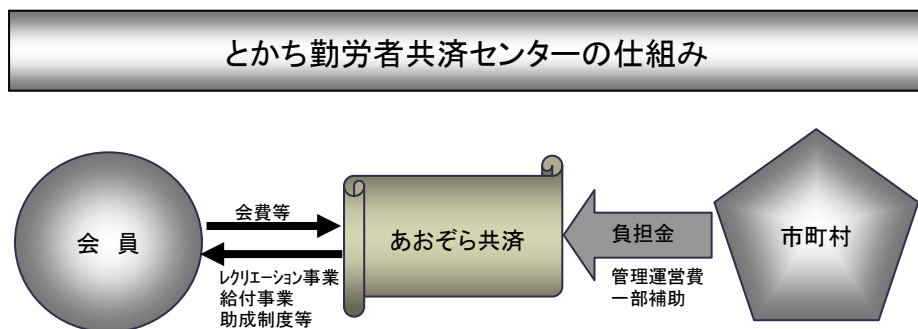 とかち勤労者共済センターの仕組み
会 員
会費等
レクリエーション事業
給付事業
助成制度等
あおぞら共済
負担金
管理運営費
一部補助
市町村